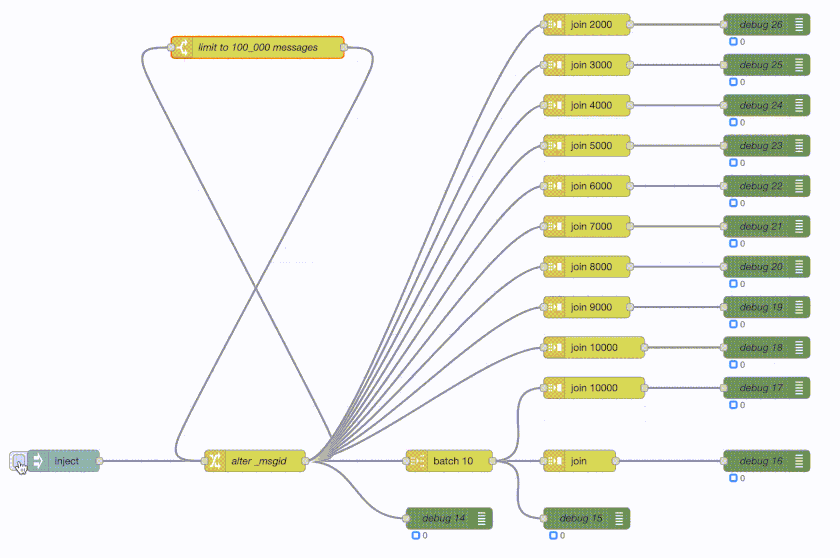 limit to 100_000 messages
join 2000
debug 26
0
join 3000
debug 25
0
join 4000
debug 24
0
join 5000
debug 23
0
join 6000
debug 22
0
join 7000
debug 21
0
join 8000
debug 20
0
join 9000
debug 19
0
join 10000
debug 18
0
join 10000
debug 17
0
inject
alter _msgid
batch 10
join
debug 16
0
debug 14
0
debug 15
0